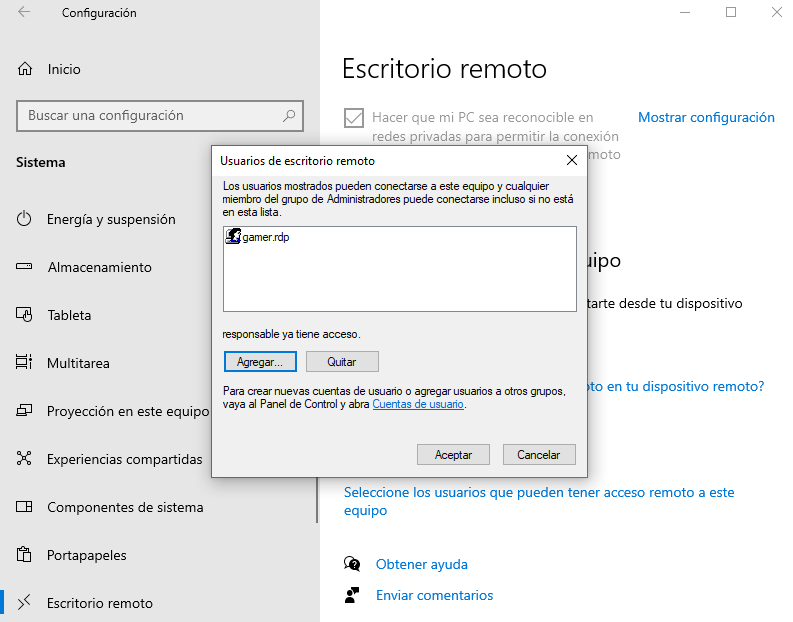 Configuración
Inicio
Buscar una configuración
Sistema
Energía y suspensión
Almacenamiento
Tableta
Multitarea
Proyección en este equipo
Experiencias compartidas
Componentes de sistema
Portapapeles
Escritorio remoto
Escritorio remoto
Hacer que mi PC sea reconocible en
redes privadas para permitir la conexión
moto
Mostrar configuración
Usuarios de escritorio remoto
Los usuarios mostrados pueden conectarse a este equipo y cualquier
miembro del grupo de Administradores puede conectarse incluso si no está
en esta lista.
gamer.rdp
responsable ya tiene acceso.
Agregar...
Quitar
Para crear nuevas cuentas de usuario o agregar usuarios a otros grupos,
vaya al Panel de Control y abra Cuentas de usuario.
Aceptar
Cancelar
uipo
tarte desde tu dispositivo
oto en tu dispositivo remoto?
Seleccione los usuarios que pueden tener acceso remoto a este
equipo
Obtener ayuda
Enviar comentarios